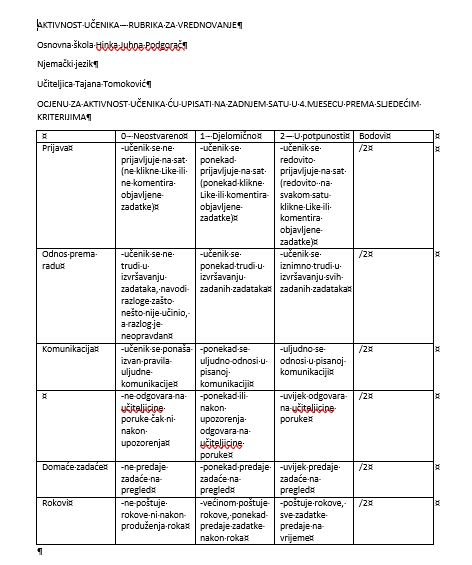 AKTIVNOST UČENIKA – RUBRIKA ZA VREDNOVANJE
Osnovna škola Hinka Juhna Podgorač
Njemački jezik
Učiteljica Tajana Tomoković
OCJENU ZA AKTIVNOST UČENIKA ĆU UPISATI NA ZADNJEM SATU U 4.MJESECU PREMA SLJEDEĆIM
KRITERIJIMA
0 – Neostvareno 1 – Djelomično 2 – U potpunosti Bodovi
Prijava -učenik se ne -učenik se -učenik se /2
prijavljuje na sat ponekad redovito
(ne klikne Like ili prijavljuje na sat prijavljuje na sat
ne komentira (ponekad klikne (redovito na
objavljene Like ili komentira svakom satu
zadatke) objavljene klikne Like ili
zadatke) komentira
objavljene
zadatke)
Odnos prema -učenik se ne -učenik se -učenik se /2
radu trudi u ponekad trudi u iznimno trudi u
izvršavanju izvršavanju izvršavanju svih
zadataka, navodi zadanih zadataka zadanih zadataka
razloge zašto
nešto nije učinio,
a razlog je
neopravdan
Komunikacija -učenik se ponaša -ponekad se -uljudno se /2
izvan pravila uljudno odnosi u odnosi u pisanoj
uljudne pisanoj komunikaciji
komunikacije komunikaciji
-ne odgovara na -ponekad ili -uvijek odgovara /2
učiteljicine nakon na učiteljicine
poruke čak ni upozorenja poruke
nakon odgovara na
upozorenja učiteljicine
poruke
Domaće zadaće -ne predaje -ponekad predaje -uvijek predaje /2
zadaće na zadaće na zadaće na
pregled pregled pregled
Rokovi -ne poštuje -većinom poštuje -poštuje rokove, /2
rokove ni nakon rokove, ponekad sve zadatke
produženja roka predaje zadatke predaje na
nakon roka vrijeme